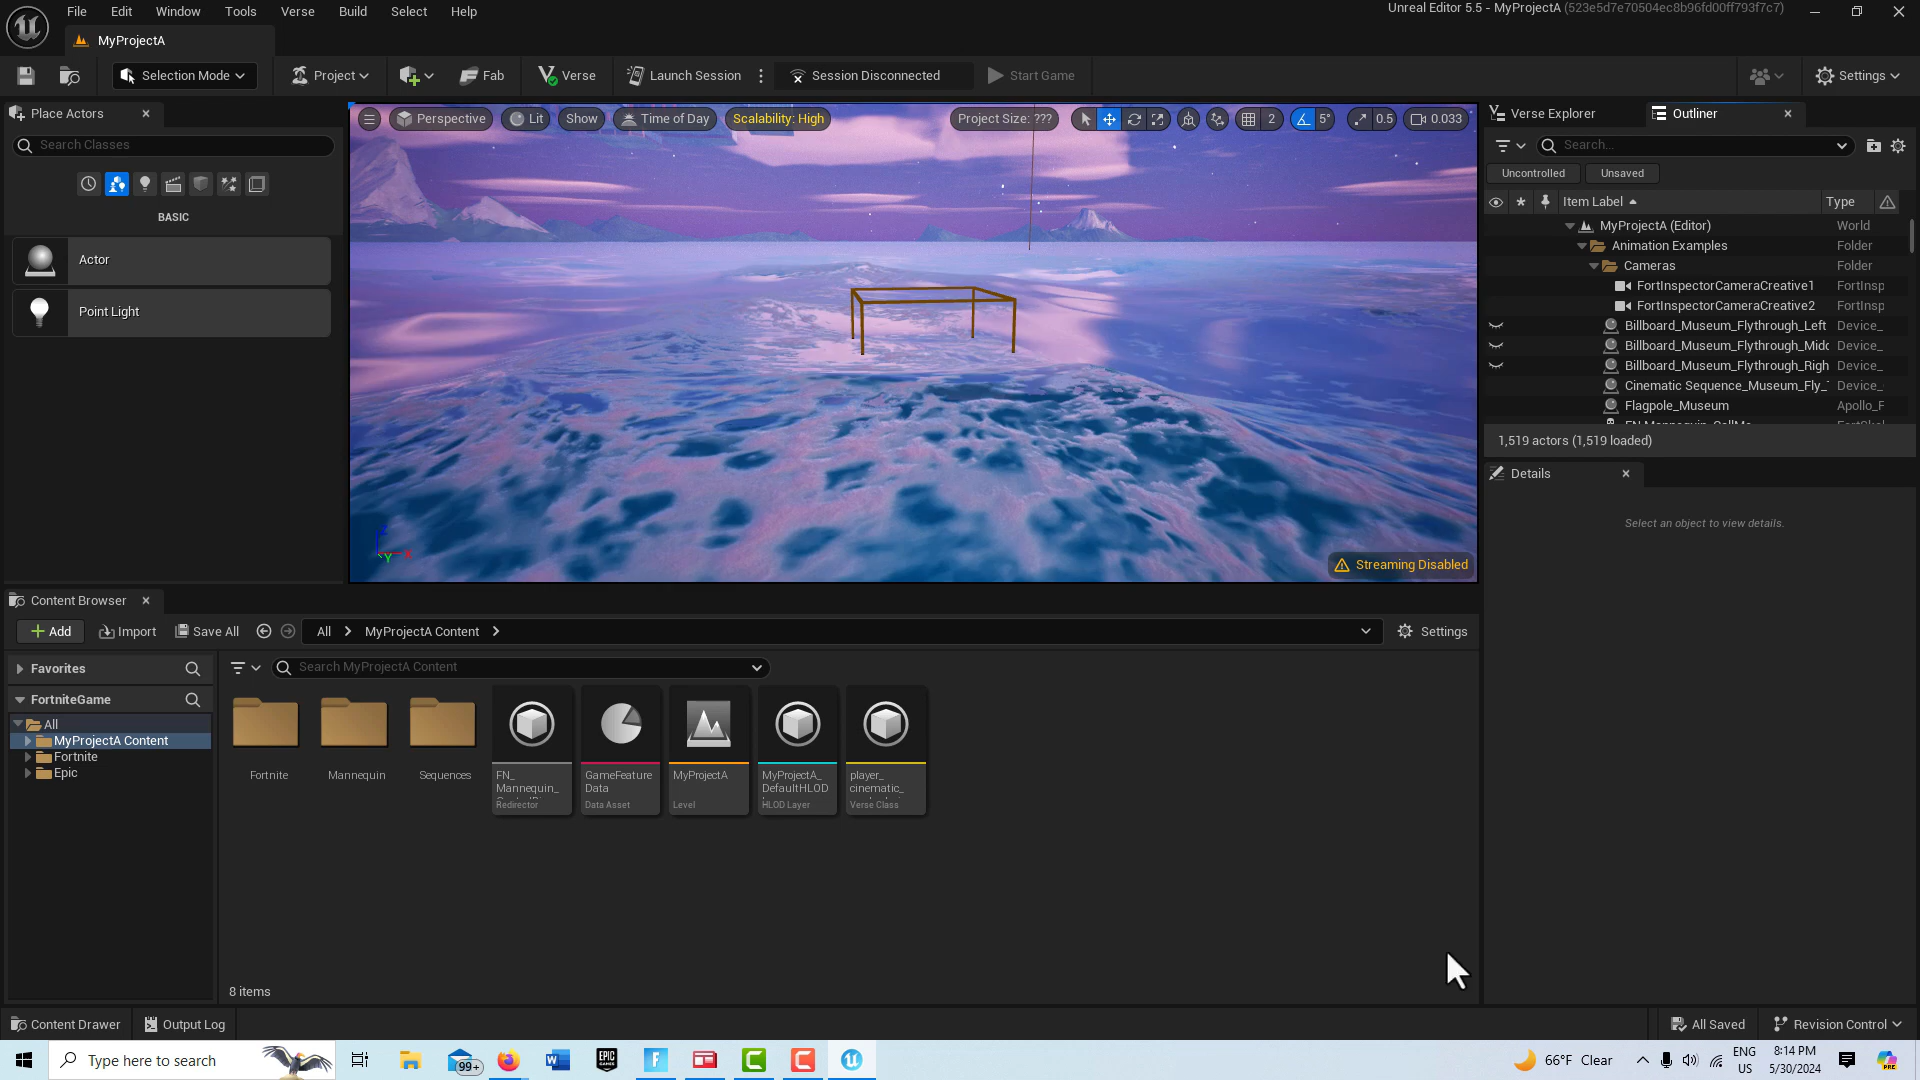 File Edit Window Tools Verse Build Select Help
Unreal Editor 5.5 - MyProjectA (523e5d7e70504ec8b96fd00ff793f7c7)
MyProjectA
Selection Mode
Project
Fab
Verse
Launch Session
Session Disconnected
Start Game
Settings
Place Actors
Search Classes
BASIC
Actor
Point Light
Perspective
Lit
Show
Time of Day
Scalability: High
Project Size: ???
2
5°
0.5
0.033
Z
X
Y
Streaming Disabled
Verse Explorer
Outliner
Search...
Uncontrolled
Unsaved
Item Label Type
MyProjectA (Editor) World
Animation Examples Folder
Cameras Folder
FortInspectorCameraCreative1 FortInsp
FortInspectorCameraCreative2 FortInsp
Billboard_Museum_Flythrough_Left Device_
Billboard_Museum_Flythrough_Midd Device_
Billboard_Museum_Flythrough_Righ Device_
Cinematic Sequence_Museum_Fly_ Device_
Flagpole_Museum Apollo_F
1,519 actors (1,519 loaded)
Details
Select an object to view details.
Content Browser
Add
Import
Save All
All
MyProjectA Content
Settings
Favorites
Search MyProjectA Content
FortniteGame
All
MyProjectA Content
Fortnite
Epic
Fortnite
Mannequin
Sequences
FN_
Mannequin_
Redirector
GameFeature
Data
Data Asset
MyProjectA
Level
MyProjectA_
DefaultHLOD
HLOD Layer
player_
cinematic_
Verse Class
8 items
Content Drawer
Output Log
All Saved
Revision Control
Type here to search
99+
EPIC
GAMES
66°F Clear
ENG
US
8:14 PM
5/30/2024
PRE